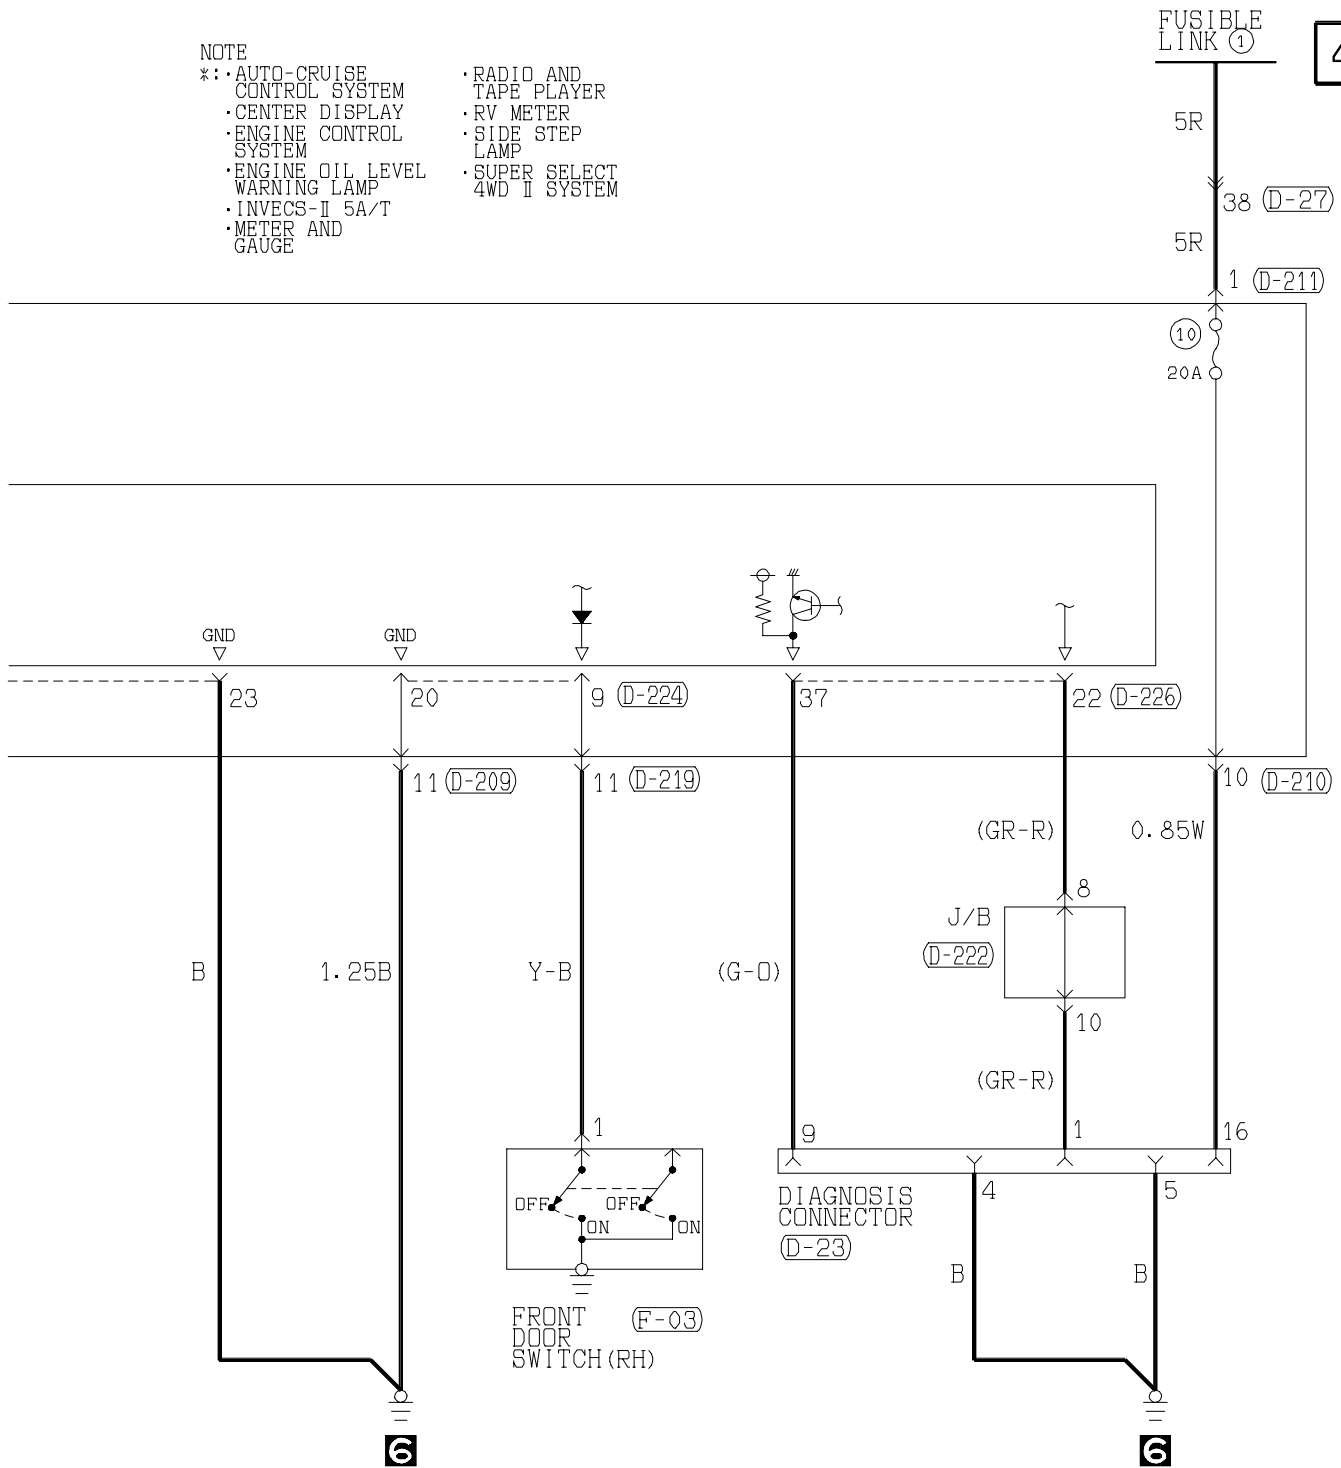 FUSIBLE
LINK ①
4
NOTE
*:·AUTO-CRUISE
CONTROL SYSTEM
·CENTER DISPLAY
·ENGINE CONTROL
SYSTEM
·ENGINE OIL LEVEL
WARNING LAMP
·INVECS-Ⅱ 5A/T
·METER AND
GAUGE
·RADIO AND
TAPE PLAYER
·RV METER
·SIDE STEP
LAMP
·SUPER SELECT
4WD Ⅱ SYSTEM
5R
38 (D-27)
5R
1 (D-211)
⑩
20A
GND
GND
23
20
9 (D-224)
37
22 (D-226)
11 (D-209)
11 (D-219)
10 (D-210)
(GR-R)
0.85W
8
J/B
(D-222)
B
1.25B
Y-B
(G-O)
10
(GR-R)
1
9
1
16
OFF
OFF
ON
ON
4
5
DIAGNOSIS
CONNECTOR
(D-23)
B
B
FRONT
DOOR
SWITCH(RH)
(F-03)
6
6